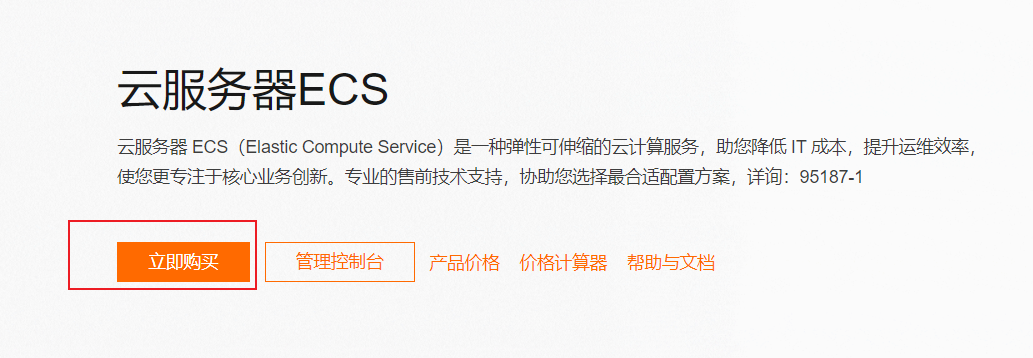 云服务器ECS
云服务器 ECS（Elastic Compute Service）是一种弹性可伸缩的云计算服务，助您降低 IT 成本，提升运维效率，
使您更专注于核心业务创新。专业的售前技术支持，协助您选择最合适配置方案，详询：95187-1
立即购买 管理控制台 产品价格 价格计算器 帮助与文档